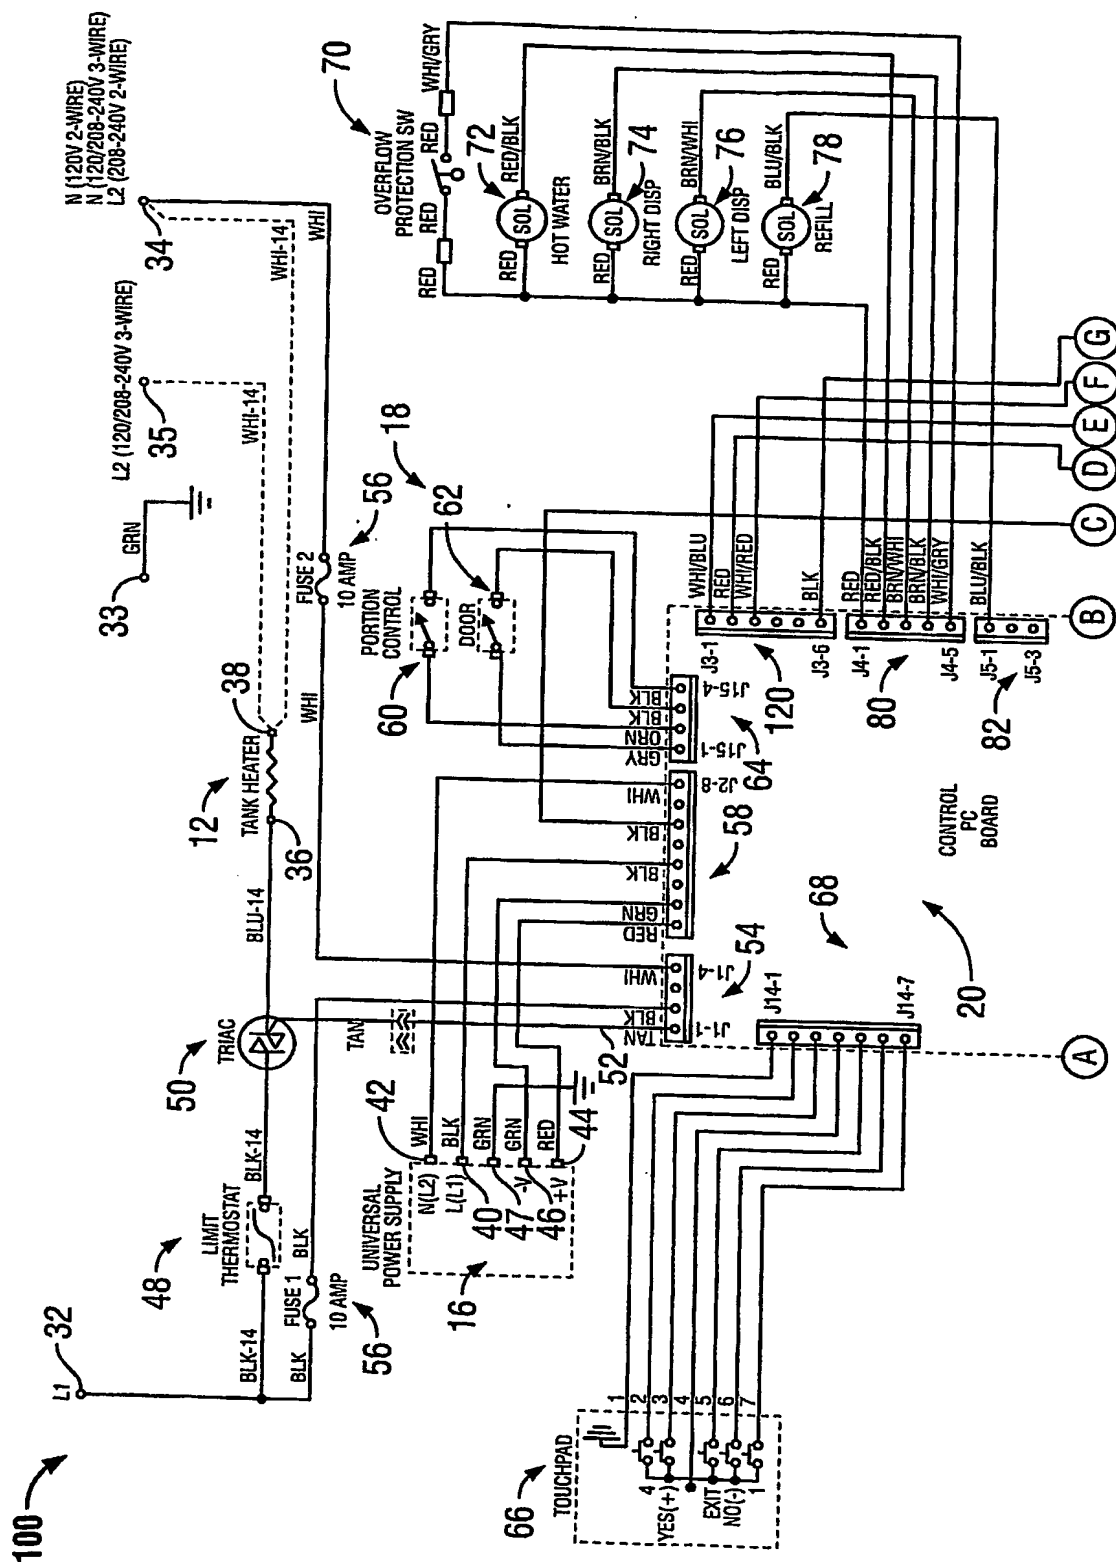 100
L1
32
N (120V 2-WIRE)
N (120/208-240V 3-WIRE)
L2 (208-240V 2-WIRE)
34
L2 (120/208-240V 3-WIRE)
35
33
GRN
WHI-14
WHI-14
WHI
BLK-14
48
LIMIT
THERMOSTAT
BLK-14
50
TRIAC
BLU-14
12
TANK HEATER
36
38
BLK
FUSE 1
10 AMP
56
BLK
WHI
FUSE 2
10 AMP
56
TAN
UNIVERSAL
POWER SUPPLY
16
N(L2)
L(L1)
-V
+V
42
40
47
46
44
WHI
BLK
GRN
GRN
RED
PORTION
CONTROL
60
DOOR
62
18
70
OVERFLOW
PROTECTION SW
RED
RED
RED
WHI/GRY
72
RED
SOL
RED/BLK
HOT WATER
74
RED
SOL
BRN/BLK
RIGHT DISP
76
RED
SOL
BRN/WHI
LEFT DISP
78
RED
SOL
BLU/BLK
REFILL
52
TAN
BLK
WHI
J1-1
J1-4
54
RED
GRN
BLK
BLK
WHI
J2-8
58
GRY
ORN
BLK
BLK
J15-1
J15-4
64
WHI/BLU
RED
WHI/RED
BLK
J3-1
J3-6
120
RED
RED/BLK
BRN/WHI
BRN/BLK
WHI/GRY
J4-1
J4-5
80
BLU/BLK
J5-1
J5-3
82
66
TOUCHPAD
4
YES(+)
EXIT
NO(-)
1
1
2
3
4
5
6
7
J14-1
J14-7
68
20
CONTROL
PC
BOARD
A
B
C
D
E
F
G